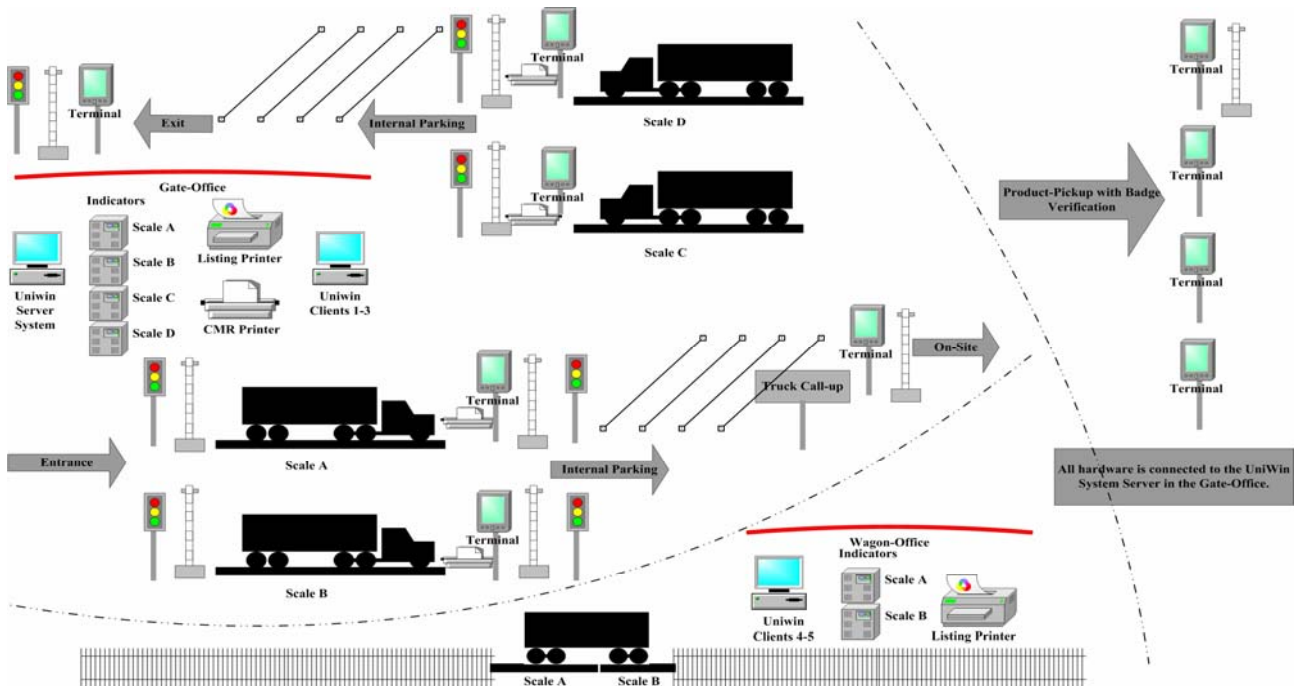 Terminal
Terminal
Terminal
Exit
Internal Parking
Scale D
Terminal
Gate-Office
Indicators
Scale A
Scale B
Scale C
Scale D
Uniwin
Server
System
Listing Printer
CMR Printer
Uniwin
Clients 1-3
Terminal
Scale C
Product-Pickup with Badge
Verification
Terminal
Terminal
Terminal
Terminal
Truck Call-up
On-Site
Entrance
Terminal
Scale A
Internal Parking
Terminal
Scale B
All hardware is connected to the UniWin
System Server in the Gate-Office.
Wagon-Office
Indicators
Scale A
Scale B
Uniwin
Clients 4-5
Listing Printer
Scale A
Scale B